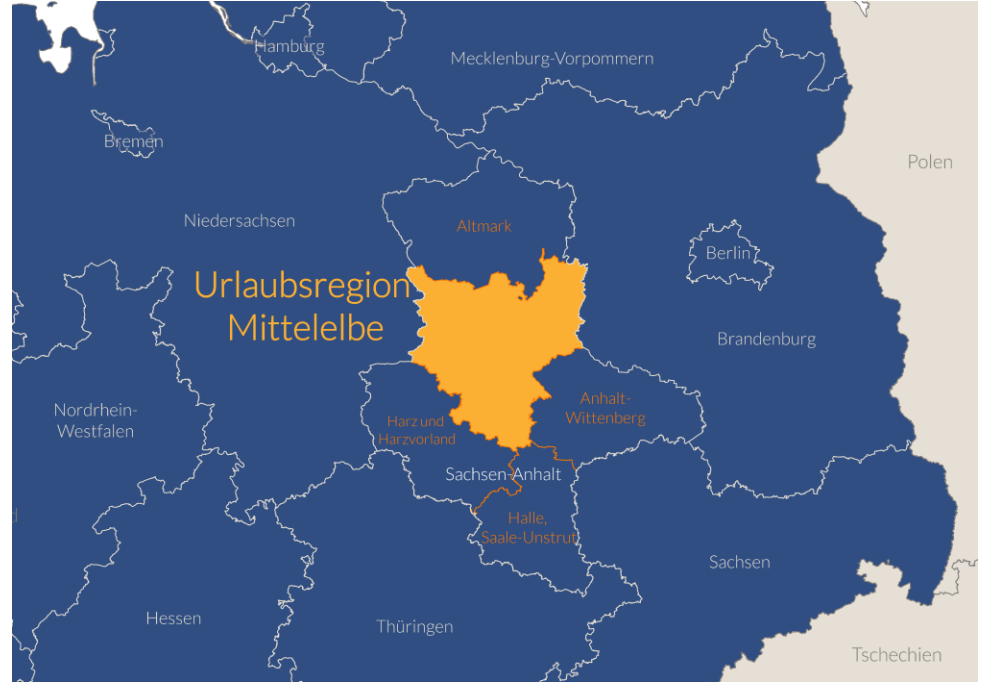 Hamburg
Mecklenburg-Vorpommern
Bremen
Polen
Niedersachsen
Altmark
Berlin
Urlaubsregion
Mittelelbe
Brandenburg
Nordrhein-
Westfalen
Anhalt-
Wittenberg
Harz und
Harzvorland
Sachsen-Anhalt
Halle,
Saale-Unstrut
Sachsen
Hessen
Thüringen
Tschechien